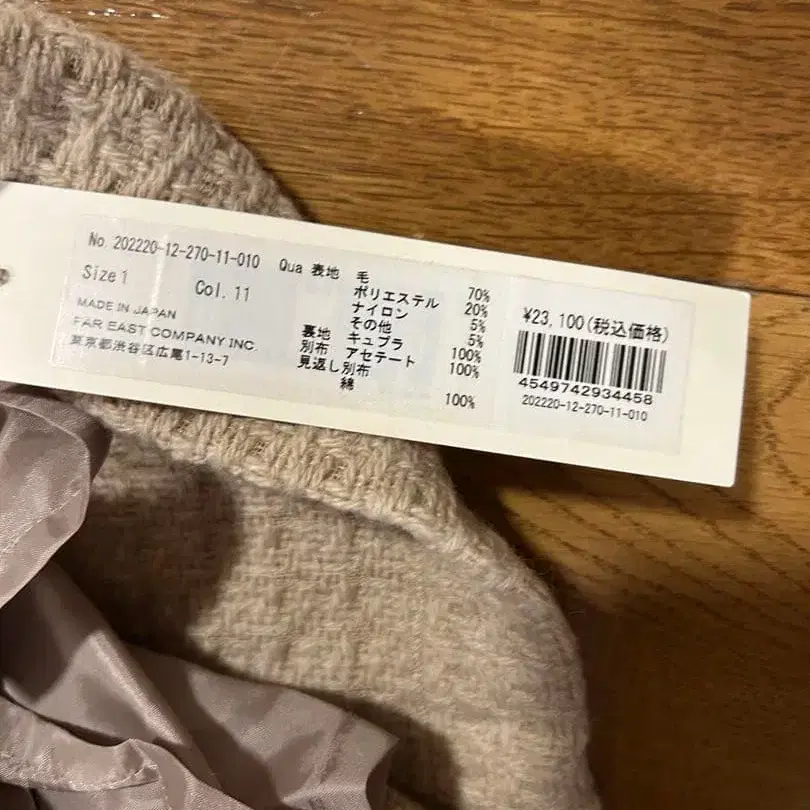 No. 202220-12-270-11-010
Size 1 Col. 11
MADE IN JAPAN
FAR EAST COMPANY INC.
東京都渋谷区広尾1-13-7
Qua 表地 毛 70%
ポリエステル 20%
ナイロン 5%
その他 5%
裏地 キュプラ 100%
別布 アセテート 100%
見返し別布
綿 100%
¥23,100(税込価格)
4549742934458
202220-12-270-11-010